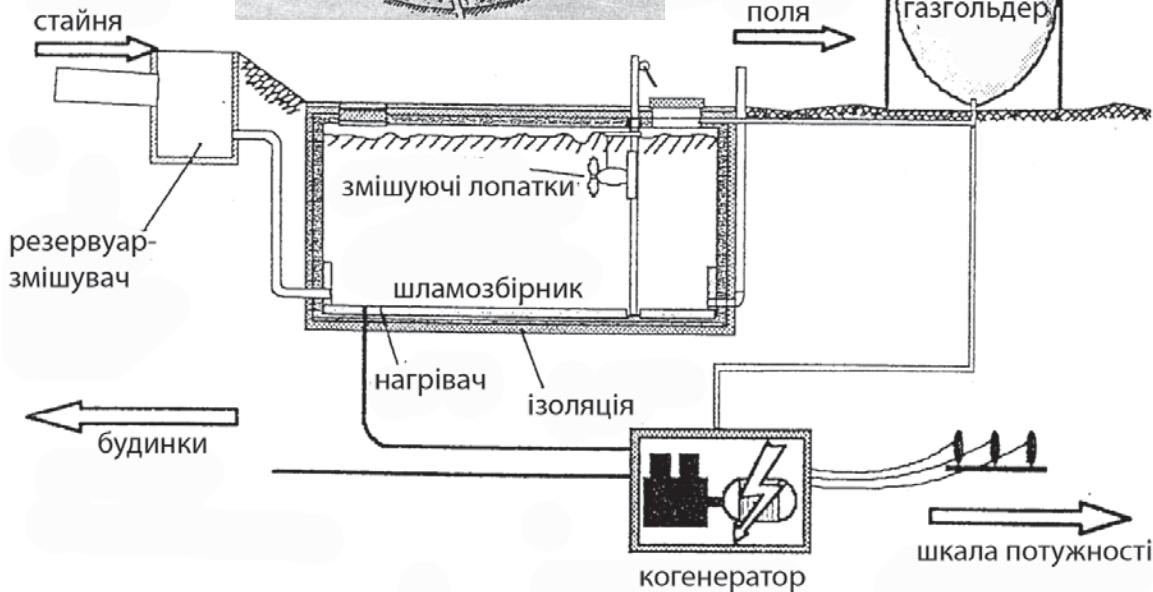 стайня
поля
газгольдер
змішуючі лопатки
резервуар-
змішувач
шламозбірник
нагрівач
ізоляція
будинки
шкала потужності
когенератор